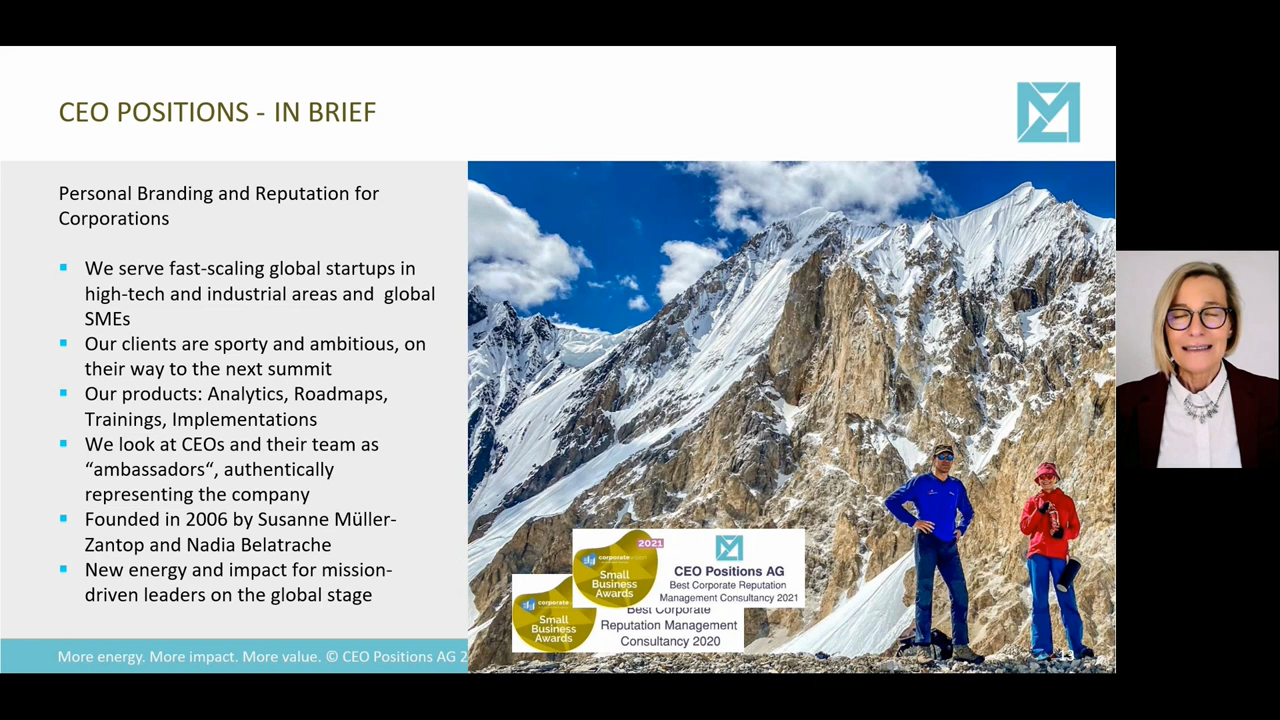 CEO POSITIONS - IN BRIEF
Personal Branding and Reputation for
Corporations
We serve fast-scaling global startups in
high-tech and industrial areas and  global
SMEs
Our clients are sporty and ambitious, on
their way to the next summit
Our products: Analytics, Roadmaps,
Trainings, Implementations
We look at CEOs and their team as
“ambassadors“, authentically
representing the company
Founded in 2006 by Susanne Müller-
Zantop and Nadia Belatrache
New energy and impact for mission-
driven leaders on the global stage
2021
corporate
Small
Business
Awards
CEO Positions AG
Best Corporate Reputation
Management Consultancy 2021
corporate
Small
Business
Awards
Best Corporate
Reputation Management
Consultancy 2020
More energy. More impact. More value. © CEO Positions AG 2
13